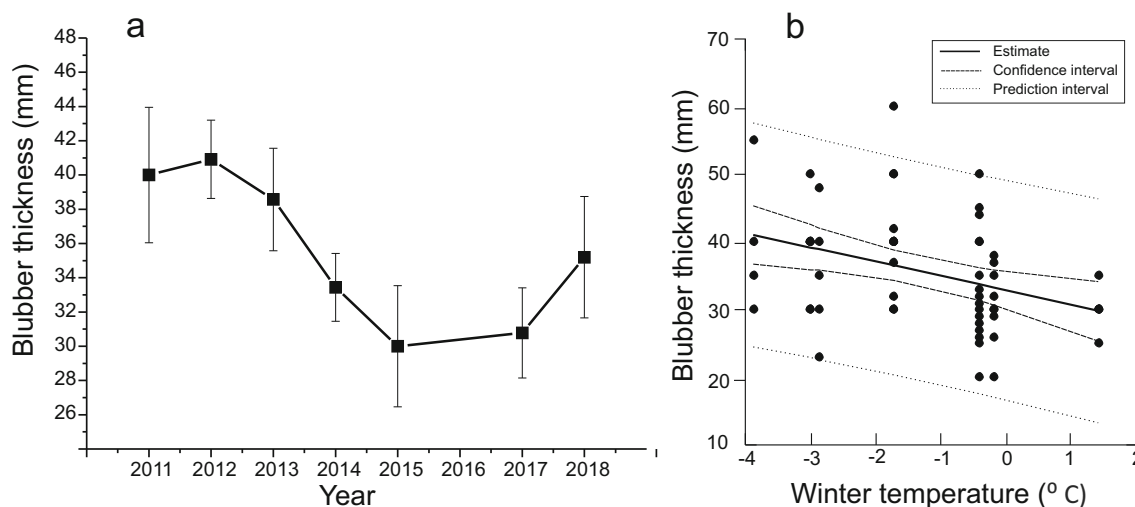 a
Blubber thickness (mm)
48
46
44
42
40
38
36
34
32
30
28
26
2011 2012 2013 2014 2015 2016 2017 2018
Year
b
Estimate
Confidence interval
Prediction interval
Blubber thickness (mm)
70
60
50
40
30
20
10
-4 -3 -2 -1 0 1 2
Winter temperature (º C)